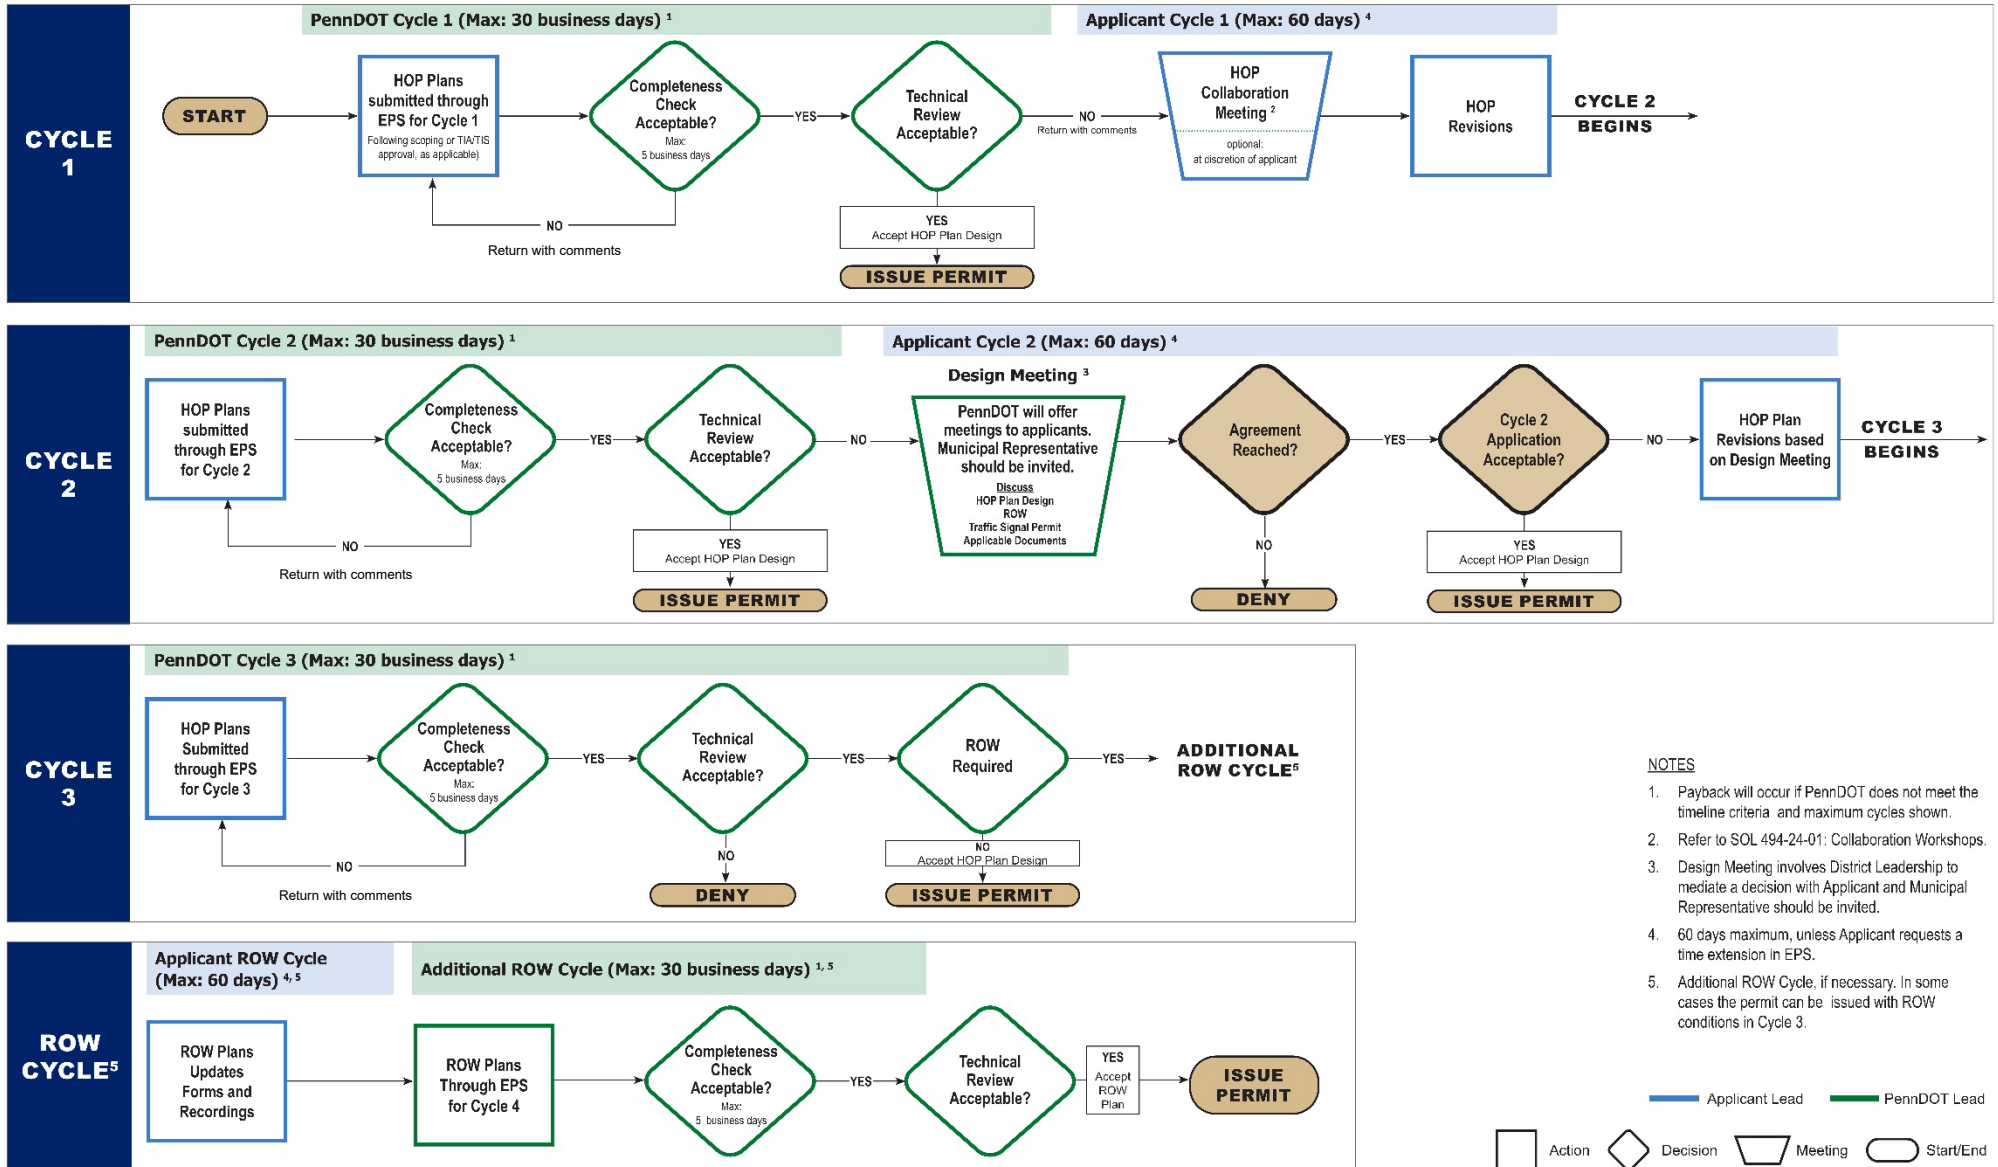 CYCLE
1
PennDOT Cycle 1 (Max: 30 business days) 1
Applicant Cycle 1 (Max: 60 days) 4
START
HOP Plans
submitted through
EPS for Cycle 1
Following scoping or TIA/TIS
approval, as applicable)
Completeness
Check
Acceptable?
Max:
5 business days
NO
Return with comments
YES
Technical
Review
Acceptable?
YES
Accept HOP Plan Design
ISSUE PERMIT
NO
Return with comments
HOP
Collaboration
Meeting 2
optional:
at discretion of applicant
HOP
Revisions
CYCLE 2
BEGINS
CYCLE
2
PennDOT Cycle 2 (Max: 30 business days) 1
Applicant Cycle 2 (Max: 60 days) 4
HOP Plans
submitted
through EPS
for Cycle 2
Completeness
Check
Acceptable?
Max:
5 business days
NO
Return with comments
YES
Technical
Review
Acceptable?
YES
Accept HOP Plan Design
ISSUE PERMIT
NO
Design Meeting 3
PennDOT will offer
meetings to applicants.
Municipal Representative
should be invited.
Discuss
HOP Plan Design
ROW
Traffic Signal Permit
Applicable Documents
Agreement
Reached?
NO
DENY
YES
Cycle 2
Application
Acceptable?
YES
Accept HOP Plan Design
ISSUE PERMIT
NO
HOP Plan
Revisions based
on Design Meeting
CYCLE 3
BEGINS
CYCLE
3
PennDOT Cycle 3 (Max: 30 business days) 1
HOP Plans
Submitted
through EPS
for Cycle 3
Completeness
Check
Acceptable?
Max:
5 business days
NO
Return with comments
YES
Technical
Review
Acceptable?
NO
DENY
YES
ROW
Required
NO
Accept HOP Plan Design
ISSUE PERMIT
YES
ADDITIONAL
ROW CYCLE5
ROW
CYCLE5
Applicant ROW Cycle
(Max: 60 days) 4, 5
Additional ROW Cycle (Max: 30 business days) 1, 5
ROW Plans
Updates
Forms and
Recordings
ROW Plans
Through EPS
for Cycle 4
Completeness
Check
Acceptable?
Max:
5 business days
YES
Technical
Review
Acceptable?
YES
Accept
ROW
Plan
ISSUE
PERMIT
NOTES
1. Payback will occur if PennDOT does not meet the
timeline criteria and maximum cycles shown.
2. Refer to SOL 494-24-01: Collaboration Workshops.
3. Design Meeting involves District Leadership to
mediate a decision with Applicant and Municipal
Representative should be invited.
4. 60 days maximum, unless Applicant requests a
time extension in EPS.
5. Additional ROW Cycle, if necessary. In some
cases the permit can be issued with ROW
conditions in Cycle 3.
Applicant Lead
PennDOT Lead
Action
Decision
Meeting
Start/End